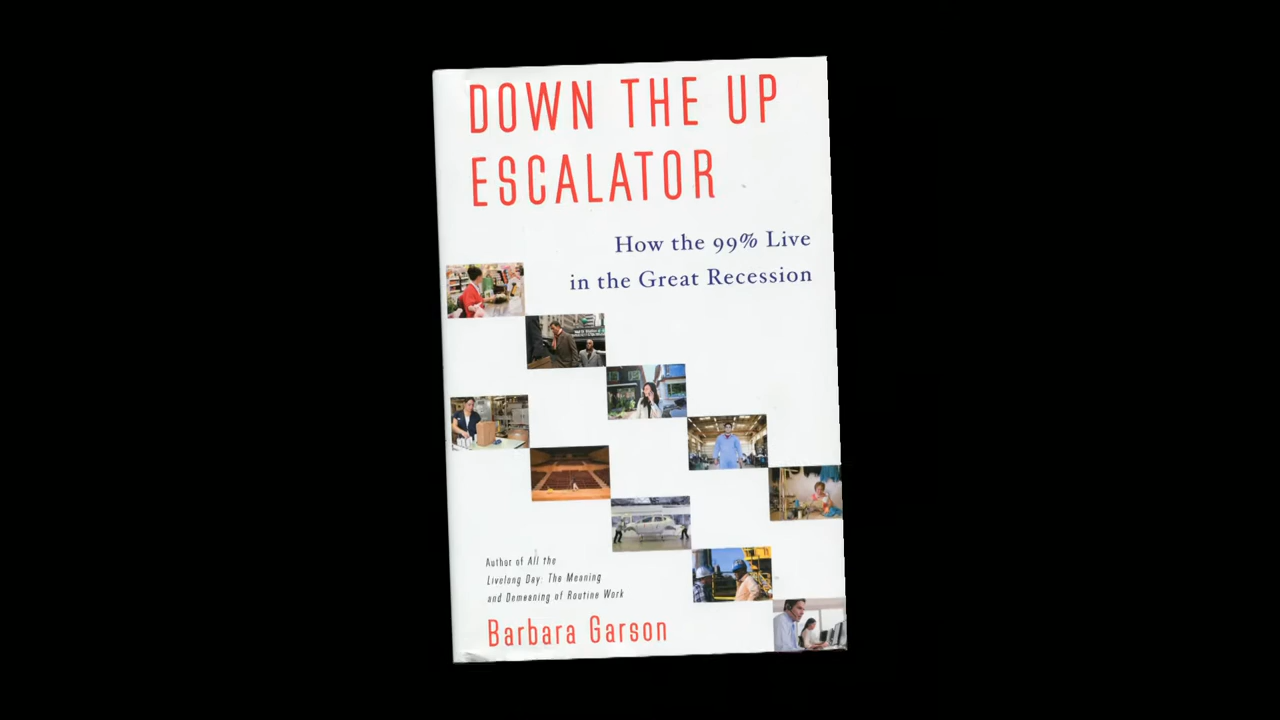 DOWN THE UP
ESCALATOR
How the 99% Live
in the Great Recession
Author of All the
Livelong Day: The Meaning
and Demeaning of Routine Work
Barbara Garson